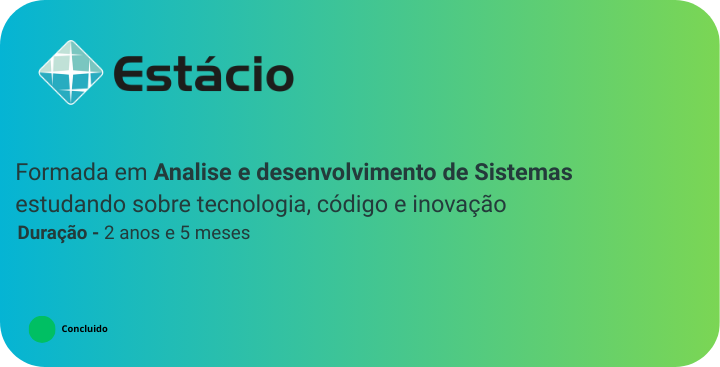 Estácio
Formada em Analise e desenvolvimento de Sistemas
estudando sobre tecnologia, código e inovação
Duração - 2 anos e 5 meses
Concluido